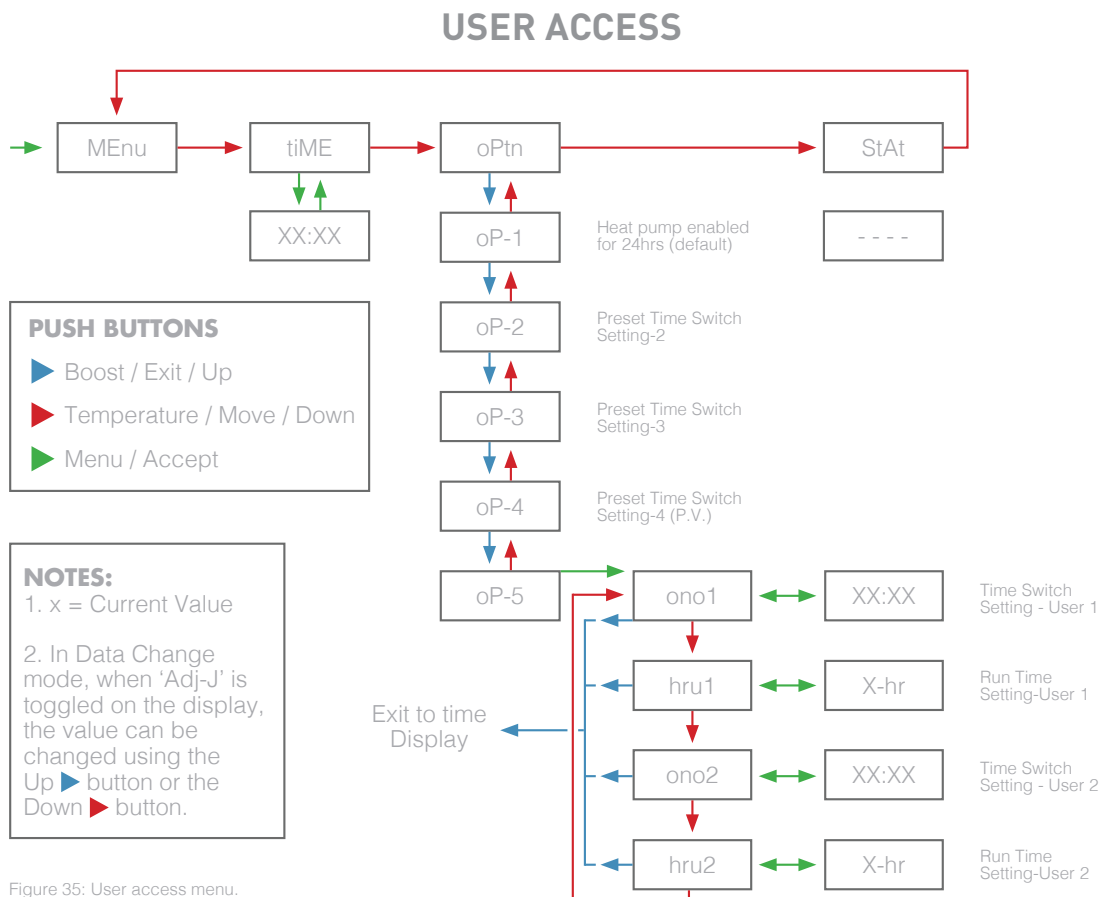 USER ACCESS
MEnu
tiME
oPtn
StAt
XX:XX
oP-1
Heat pump enabled
for 24hrs (default)
- - - -
PUSH BUTTONS
Boost / Exit / Up
Temperature / Move / Down
Menu / Accept
oP-2
Preset Time Switch
Setting-2
oP-3
Preset Time Switch
Setting-3
oP-4
Preset Time Switch
Setting-4 (P.V.)
oP-5
NOTES:
1. x = Current Value
2. In Data Change
mode, when ‘Adj-J’ is
toggled on the display,
the value can be
changed using the
Up button or the
Down button.
ono1
XX:XX
Time Switch
Setting - User 1
hru1
X-hr
Run Time
Setting-User 1
Exit to time
Display
ono2
XX:XX
Time Switch
Setting - User 2
hru2
X-hr
Run Time
Setting-User 2
Figure 35: User access menu.